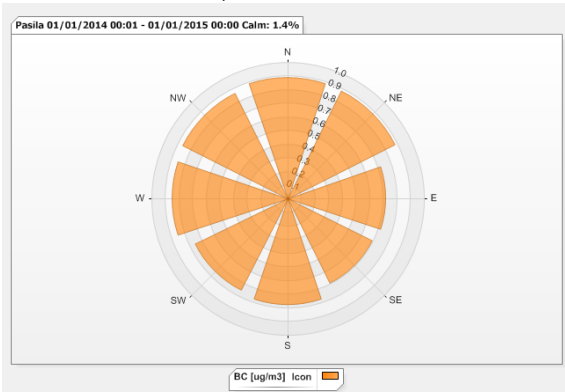 Pasila 01/01/2014 00:01 - 01/01/2015 00:00 Calm: 1.4%
N
1.0
0.9
NW
NE
0.8
0.7
0.6
0.5
0.4
0.3
0.2
0.1
W
E
SW
SE
S
BC [ug/m3] Icon